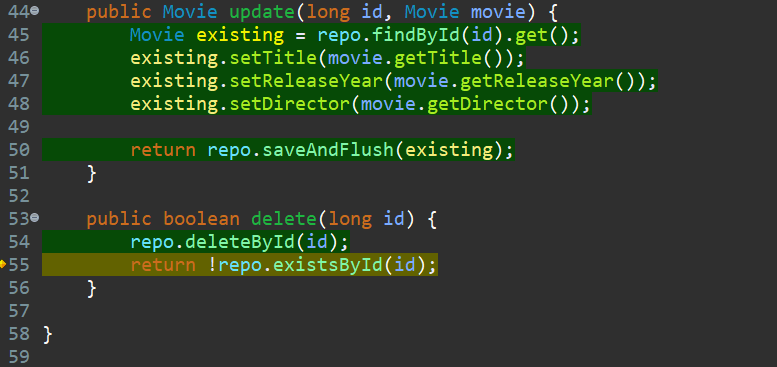 44 public Movie update(long id, Movie movie) {
45 Movie existing = repo.findById(id).get();
46 existing.setTitle(movie.getTitle());
47 existing.setReleaseYear(movie.getReleaseYear());
48 existing.setDirector(movie.getDirector());
49
50 return repo.saveAndFlush(existing);
51 }
52
53 public boolean delete(long id) {
54 repo.deleteById(id);
55 return !repo.existsById(id);
56 }
57
58 }
59